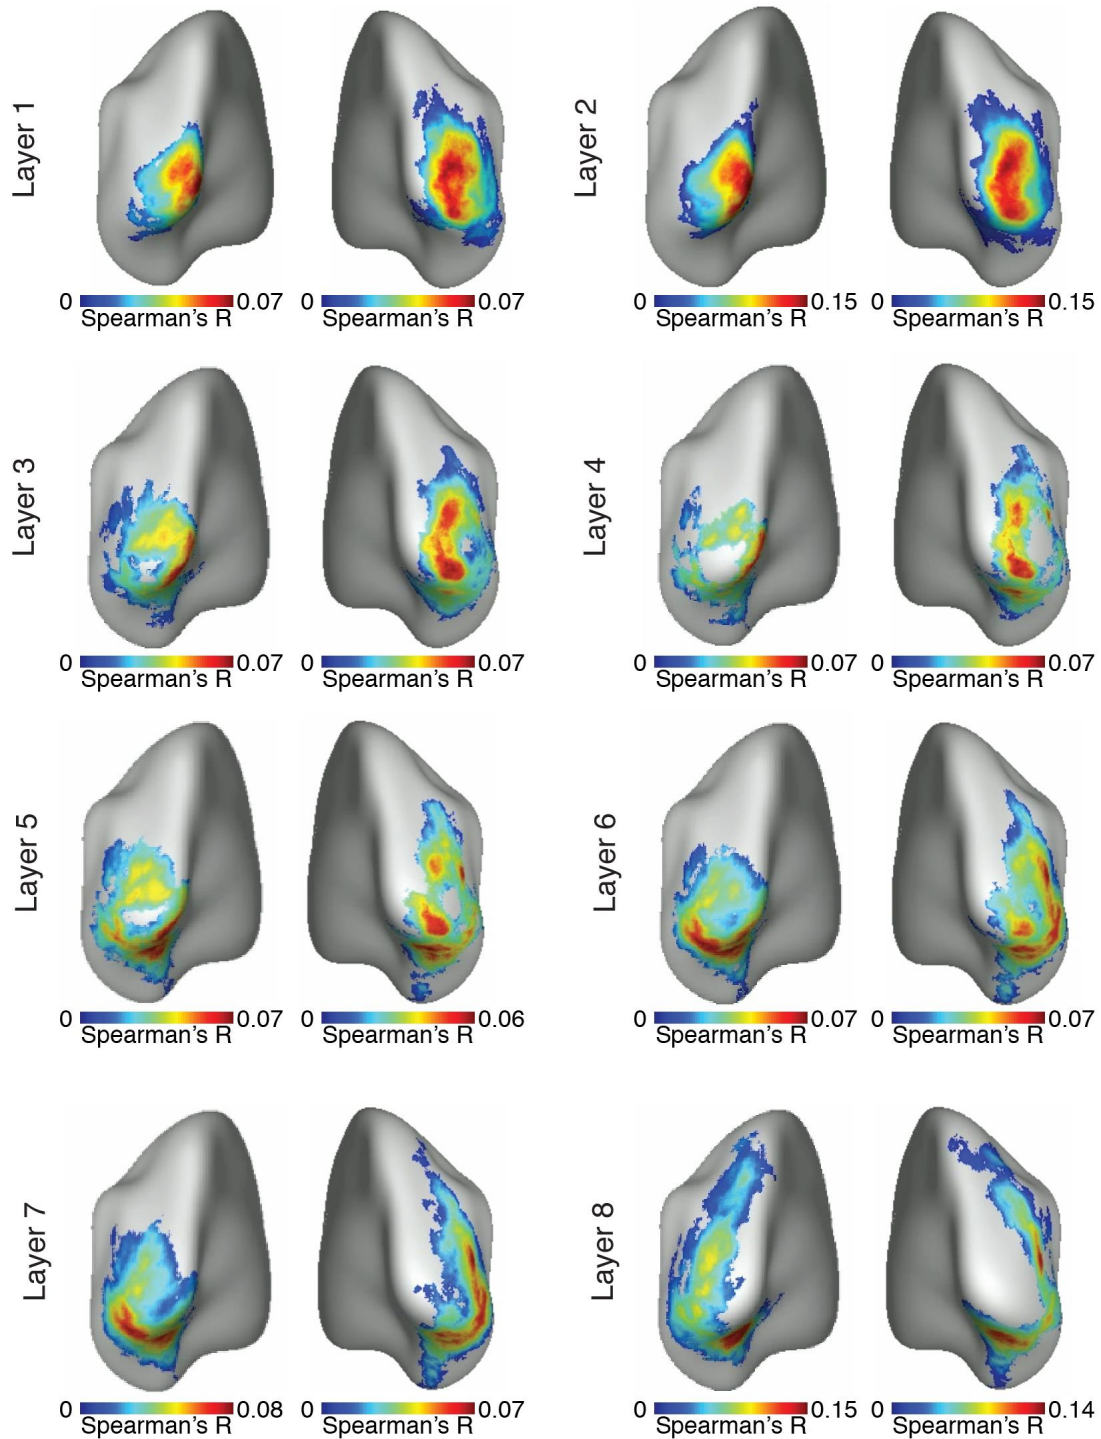 Layer 1
Layer 2
0 0.07 0 0.07 0 0.15 0 0.15
Spearman's R Spearman's R Spearman's R Spearman's R
Layer 3
Layer 4
0 0.07 0 0.07 0 0.07 0 0.07
Spearman's R Spearman's R Spearman's R Spearman's R
Layer 5
Layer 6
0 0.07 0 0.06 0 0.07 0 0.07
Spearman's R Spearman's R Spearman's R Spearman's R
Layer 7
Layer 8
0 0.08 0 0.07 0 0.15 0 0.14
Spearman's R Spearman's R Spearman's R Spearman's R